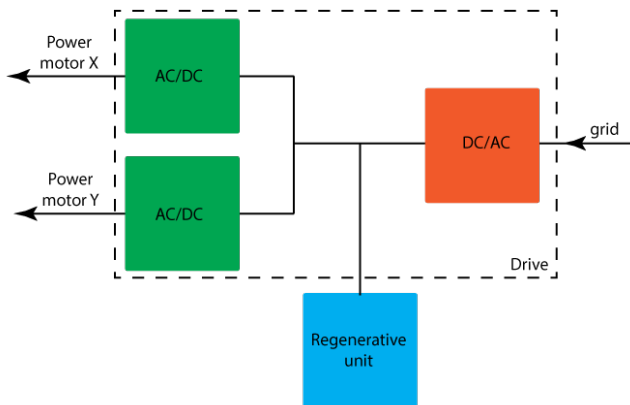 Power
motor X
AC/DC
DC/AC
grid
Power
motor Y
AC/DC
Drive
Regenerative
unit